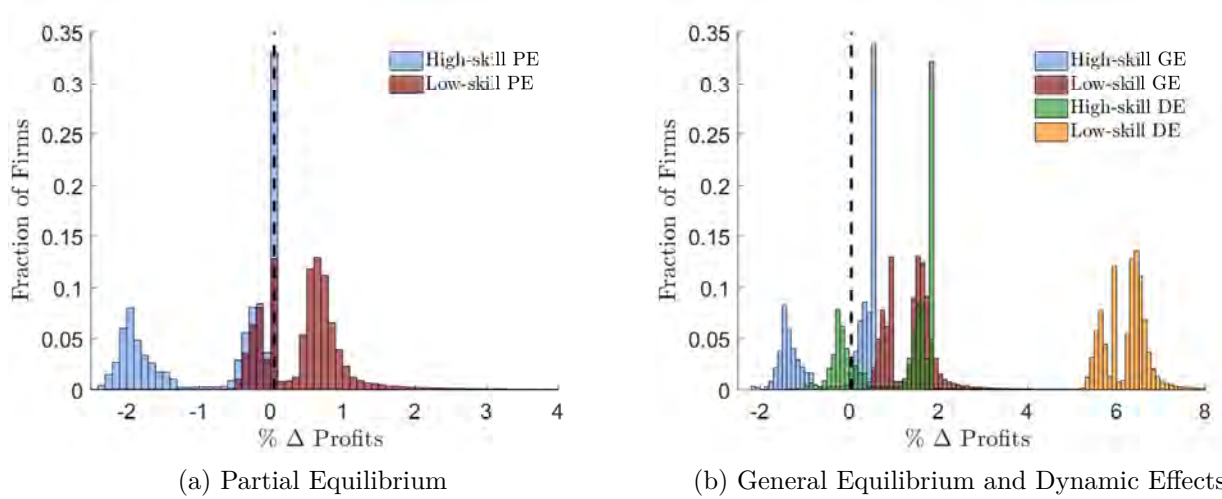 0.35
0.3
0.25
0.2
0.15
0.1
0.05
0
Fraction of Firms
High-skill PE
Low-skill PE
-2 -1 0 1 2 3 4
% Δ Profits
(a) Partial Equilibrium
0.35
0.3
0.25
0.2
0.15
0.1
0.05
0
Fraction of Firms
High-skill GE
Low-skill GE
High-skill DE
Low-skill DE
-2 0 2 4 6 8
% Δ Profits
(b) General Equilibrium and Dynamic Effects